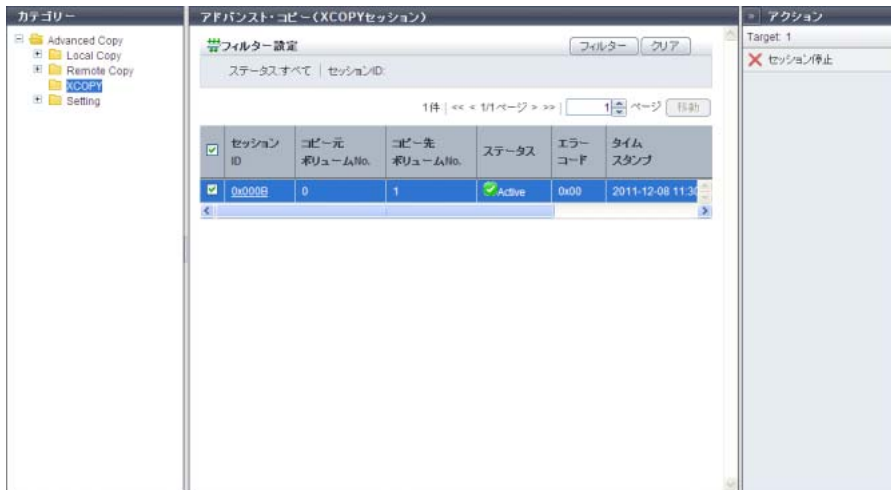 カテゴリー
Advanced Copy
Local Copy
Remote Copy
XCOPY
Setting
アドバンスト・コピー(XCOPYセッション)
フィルター設定
フィルター クリア
ステータス:すべて | セッションID:
1件 | << < 1/1ページ > >> | 1 ページ 移動
セッション ID
コピー元 ボリュームNo.
コピー先 ボリュームNo.
ステータス
エラー コード
タイム スタンプ
0x000B 0 1 Active 0x00 2011-12-08 11:30
アクション
Target: 1
セッション停止